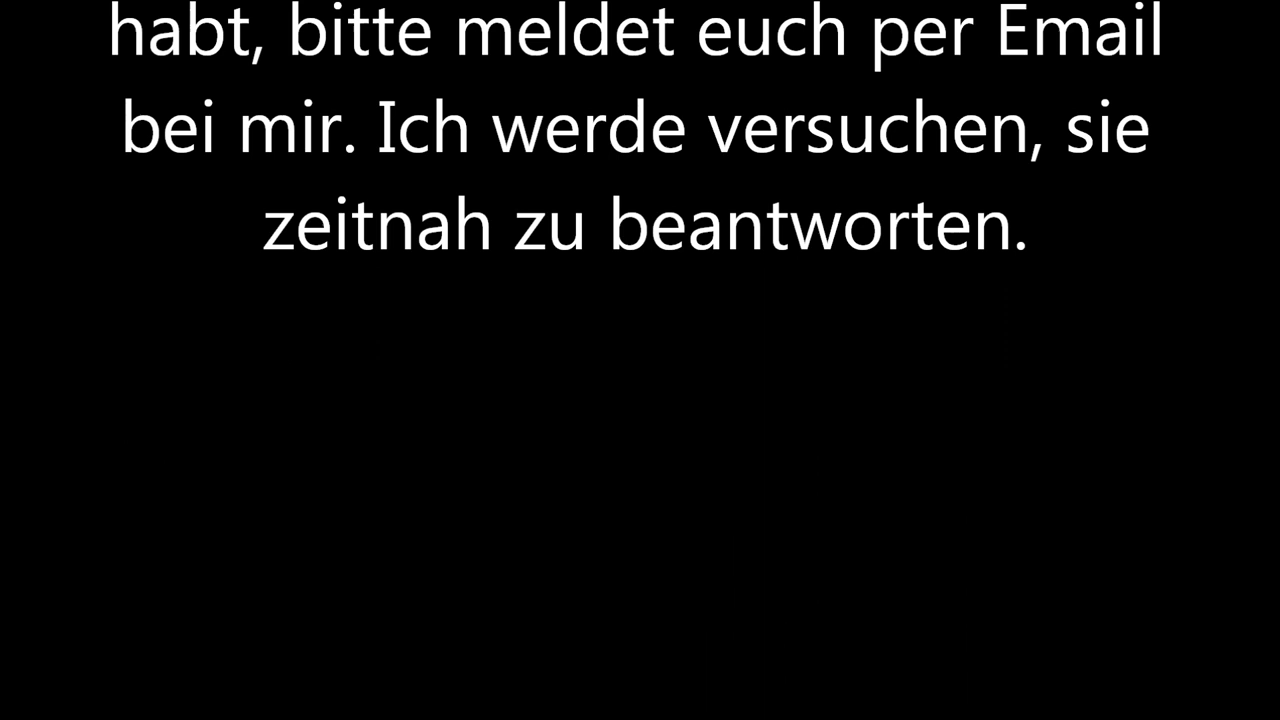 habt, bitte meldet euch per Email
bei mir. Ich werde versuchen, sie
zeitnah zu beantworten.